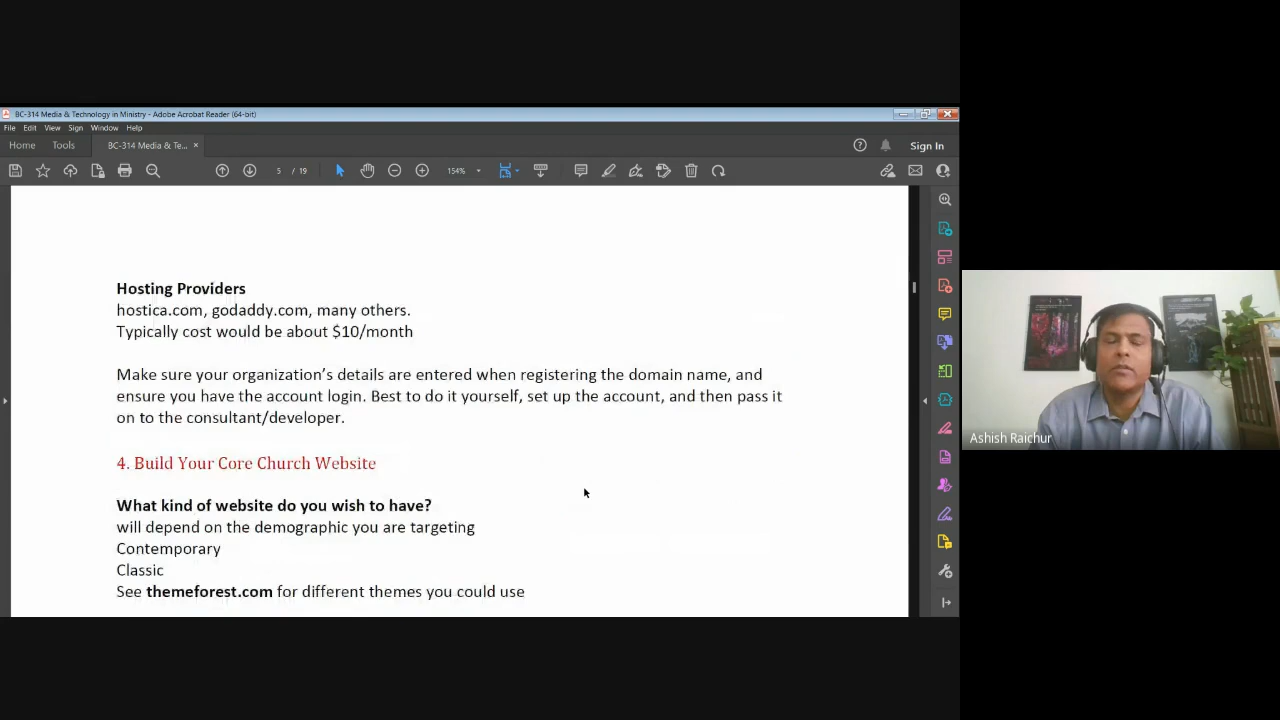 BC-314 Media & Technology in Ministry - Adobe Acrobat Reader (64-bit)
File Edit View Sign Window Help
Home Tools BC-314 Media & Te... × Sign In
5 / 19 154%
Hosting Providers
hostica.com, godaddy.com, many others.
Typically cost would be about $10/month
Make sure your organization's details are entered when registering the domain name, and
ensure you have the account login. Best to do it yourself, set up the account, and then pass it
on to the consultant/developer.
4. Build Your Core Church Website
What kind of website do you wish to have?
will depend on the demographic you are targeting
Contemporary
Classic
See themeforest.com for different themes you could use
Ashish Raichur